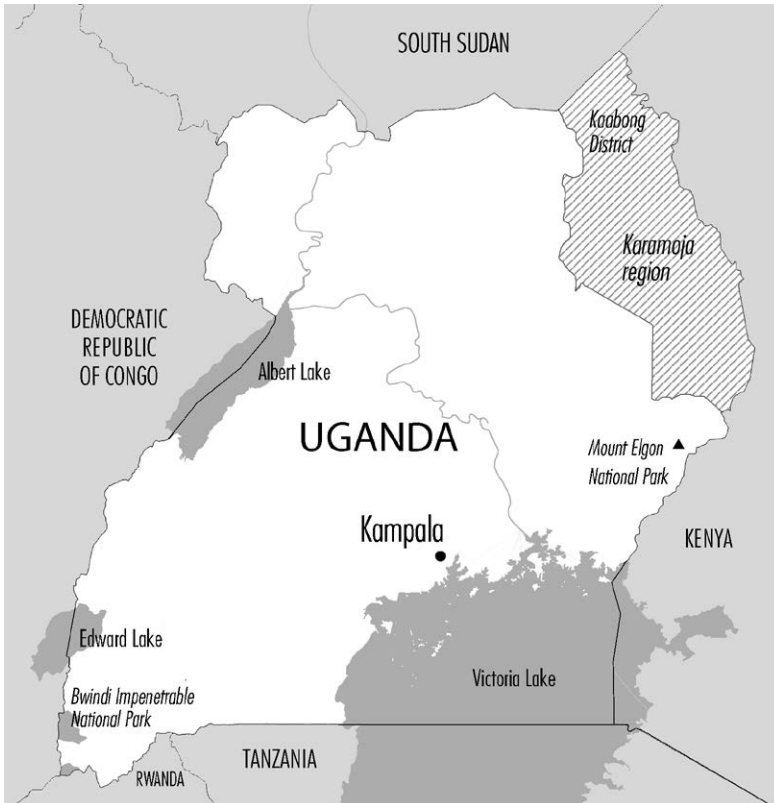 SOUTH SUDAN
Kaabong
District
Karamoja
region
DEMOCRATIC
REPUBLIC
OF CONGO
Albert Lake
UGANDA
Mount Elgon
National Park
Kampala
KENYA
Edward Lake
Victoria Lake
Bwindi Impenetrable
National Park
TANZANIA
RWANDA